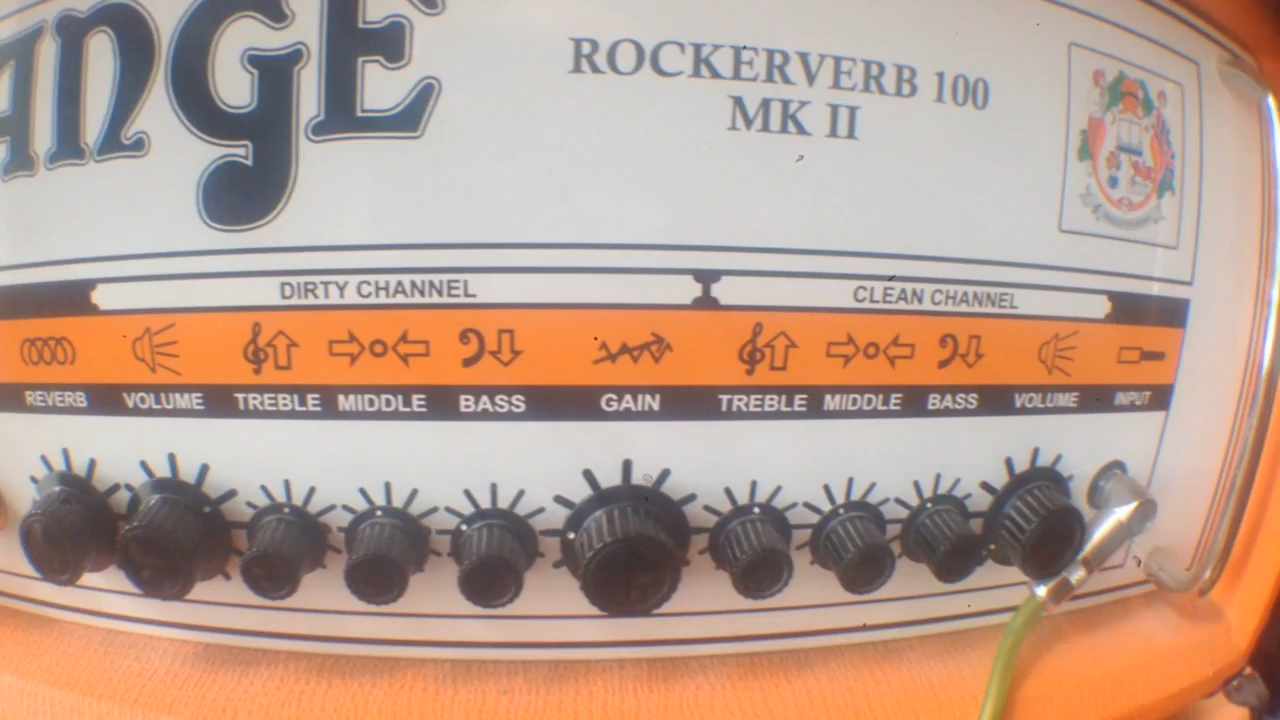 ANGE
ROCKERVERB 100
MK II
DIRTY CHANNEL
CLEAN CHANNEL
REVERB VOLUME TREBLE MIDDLE BASS GAIN TREBLE MIDDLE BASS VOLUME INPUT